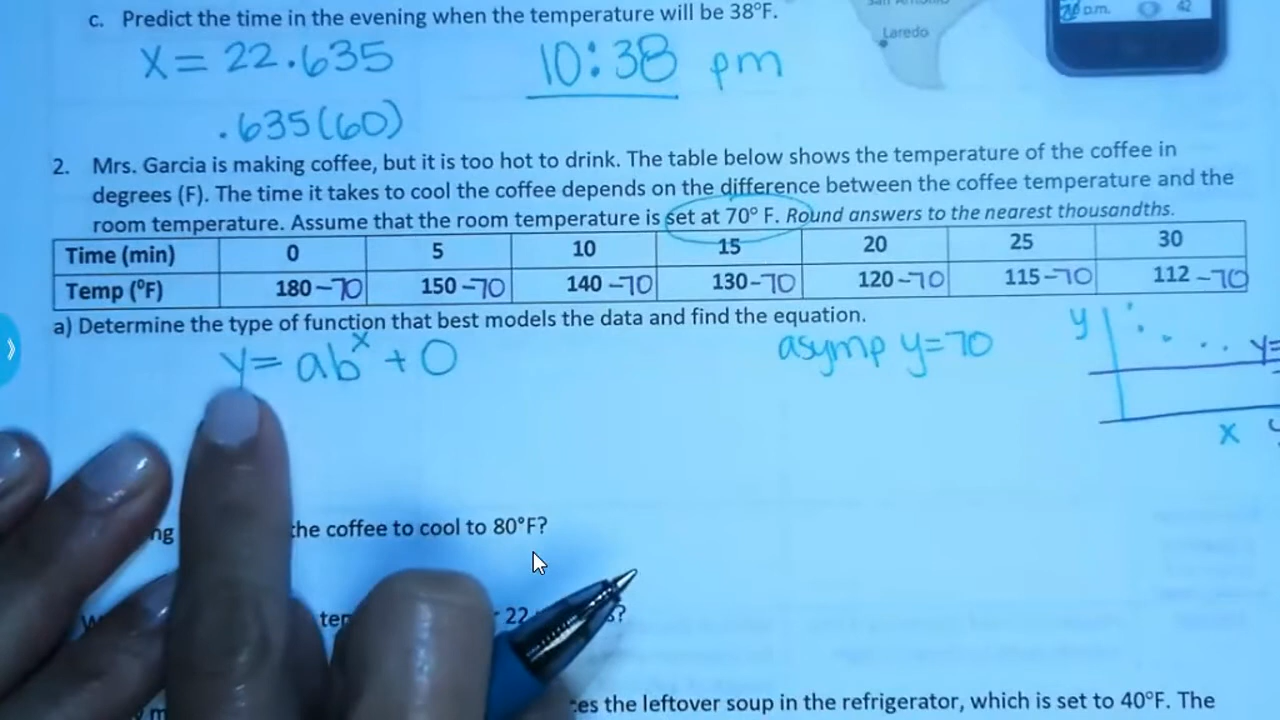 c. Predict the time in the evening when the temperature will be 38°F.
p.m. 42
Laredo
x = 22.635 10:38 pm
.635(60)
2. Mrs. Garcia is making coffee, but it is too hot to drink. The table below shows the temperature of the coffee in
degrees (F). The time it takes to cool the coffee depends on the difference between the coffee temperature and the
room temperature. Assume that the room temperature is set at 70° F. Round answers to the nearest thousandths.
Time (min) 0 5 10 15 20 25 30
Temp (°F) 180-70 150-70 140-70 130-70 120-70 115-70 112-70
a) Determine the type of function that best models the data and find the equation.
y = ab^x + 0 asymp y=70 y y=
x
the coffee to cool to 80°F?
22
the leftover soup in the refrigerator, which is set to 40°F. The